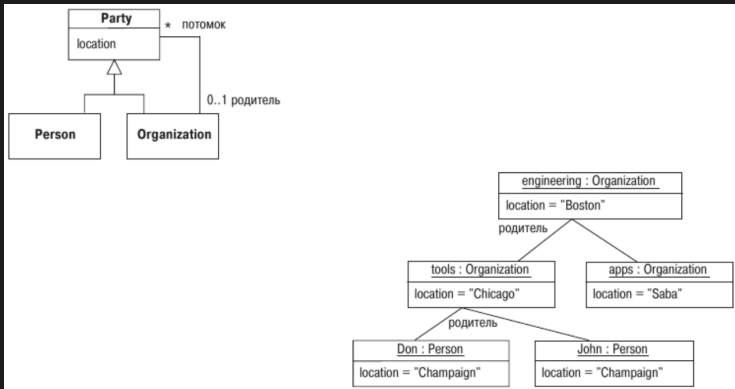 Party
* потомок
location
0..1 родитель
Person
Organization
engineering : Organization
location = "Boston"
родитель
tools : Organization
location = "Chicago"
apps : Organization
location = "Saba"
родитель
Don : Person
location = "Champaign"
John : Person
location = "Champaign"